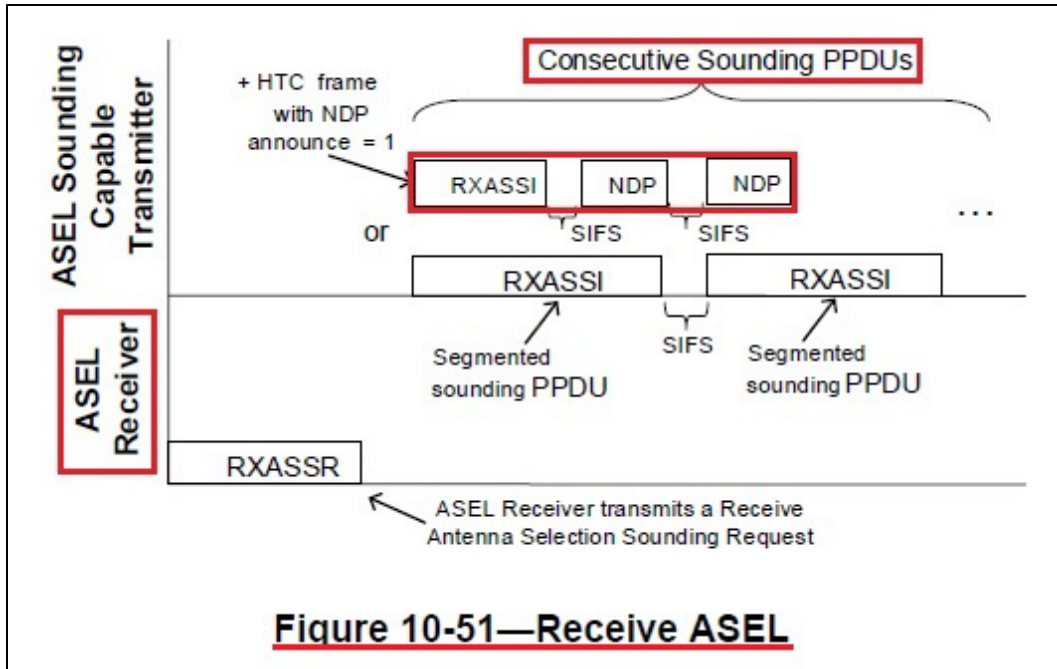 ASEL Sounding
Capable
Transmitter
+ HTC frame
with NDP
announce = 1
Consecutive Sounding PPDUs
RXASSI
NDP
NDP
...
SIFS
SIFS
or
RXASSI
RXASSI
SIFS
Segmented
sounding PPDU
Segmented
sounding PPDU
ASEL
Receiver
RXASSR
ASEL Receiver transmits a Receive
Antenna Selection Sounding Request
Figure 10-51—Receive ASEL